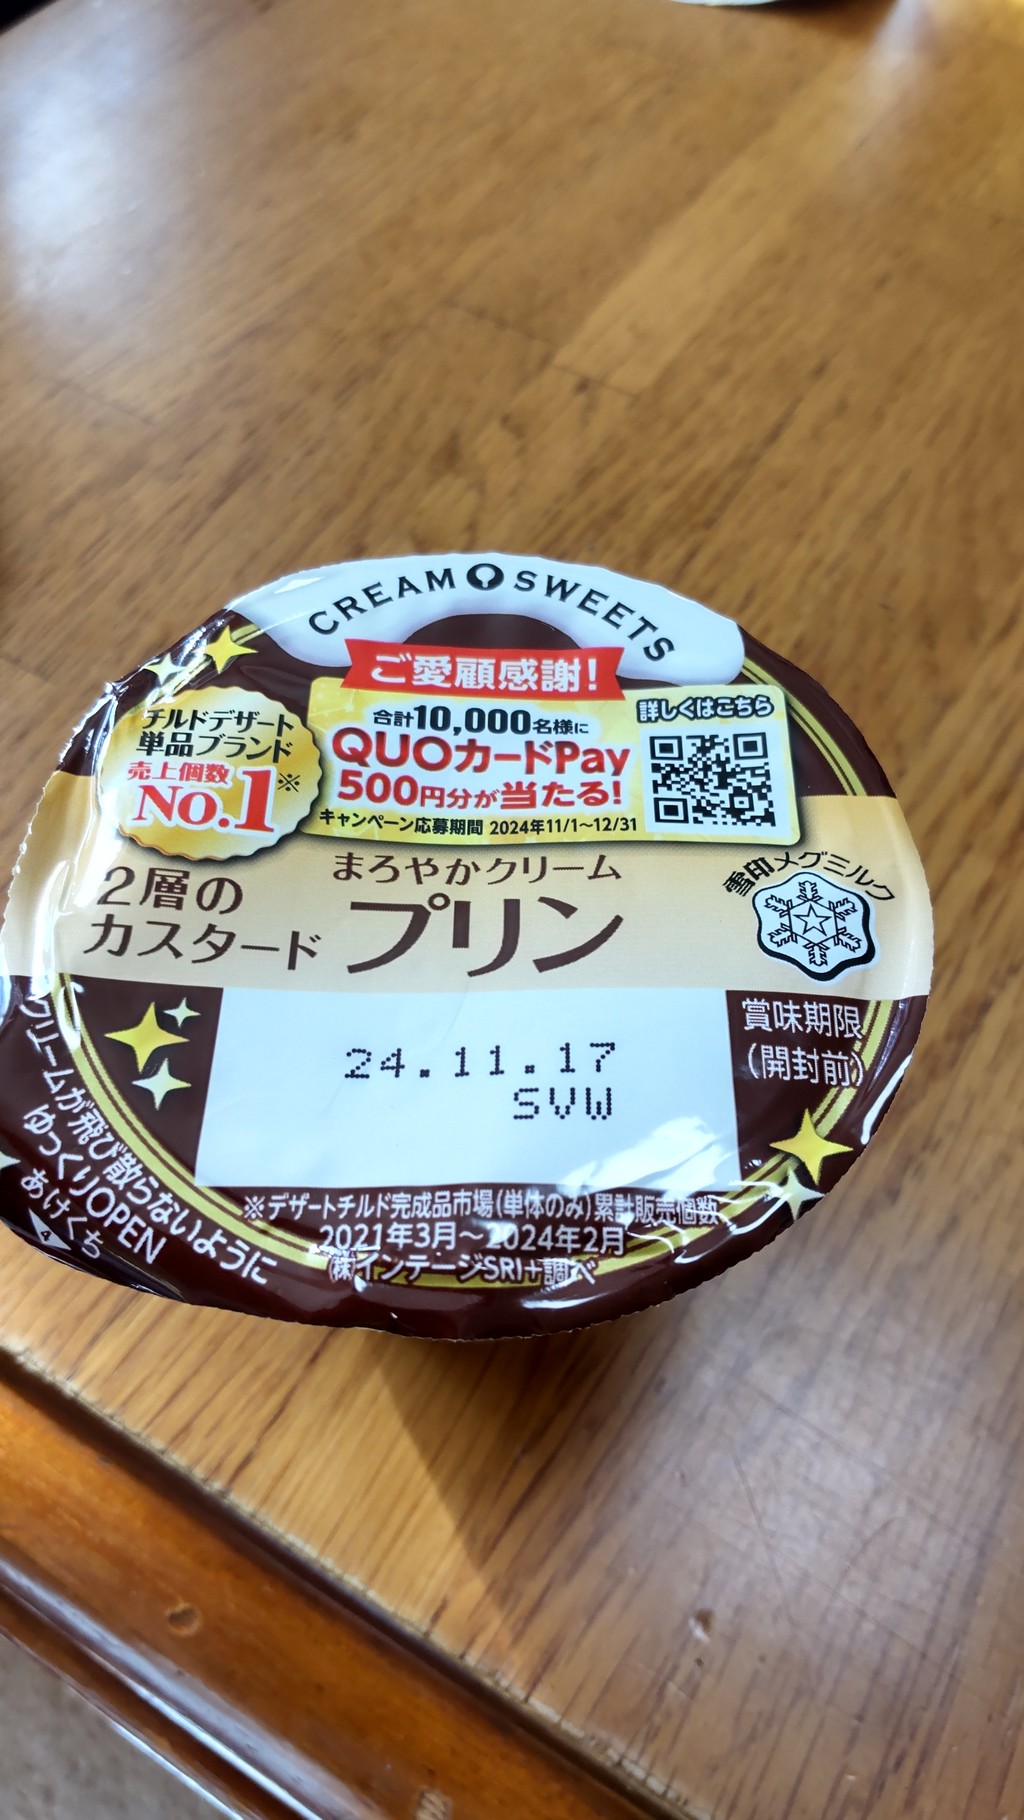 CREAM SWEETS
ご愛顧感謝!
合計10,000名様に
QUOカードPay
500円分が当たる!
キャンペーン応募期間 2024年11/1～12/31
詳しくはこちら
チルドデザート
単品ブランド
売上個数
No.1※
まろやかクリーム
2層の
カスタード
プリン
雪印メグミルク
賞味期限
(開封前)
24.11.17
SVW
※デザートチルド完成品市場(単体のみ)累計販売個数
2021年3月～2024年2月
㈱インテージSRI+調べ
クリームが飛び散らないように
ゆっくりOPEN
あけくち